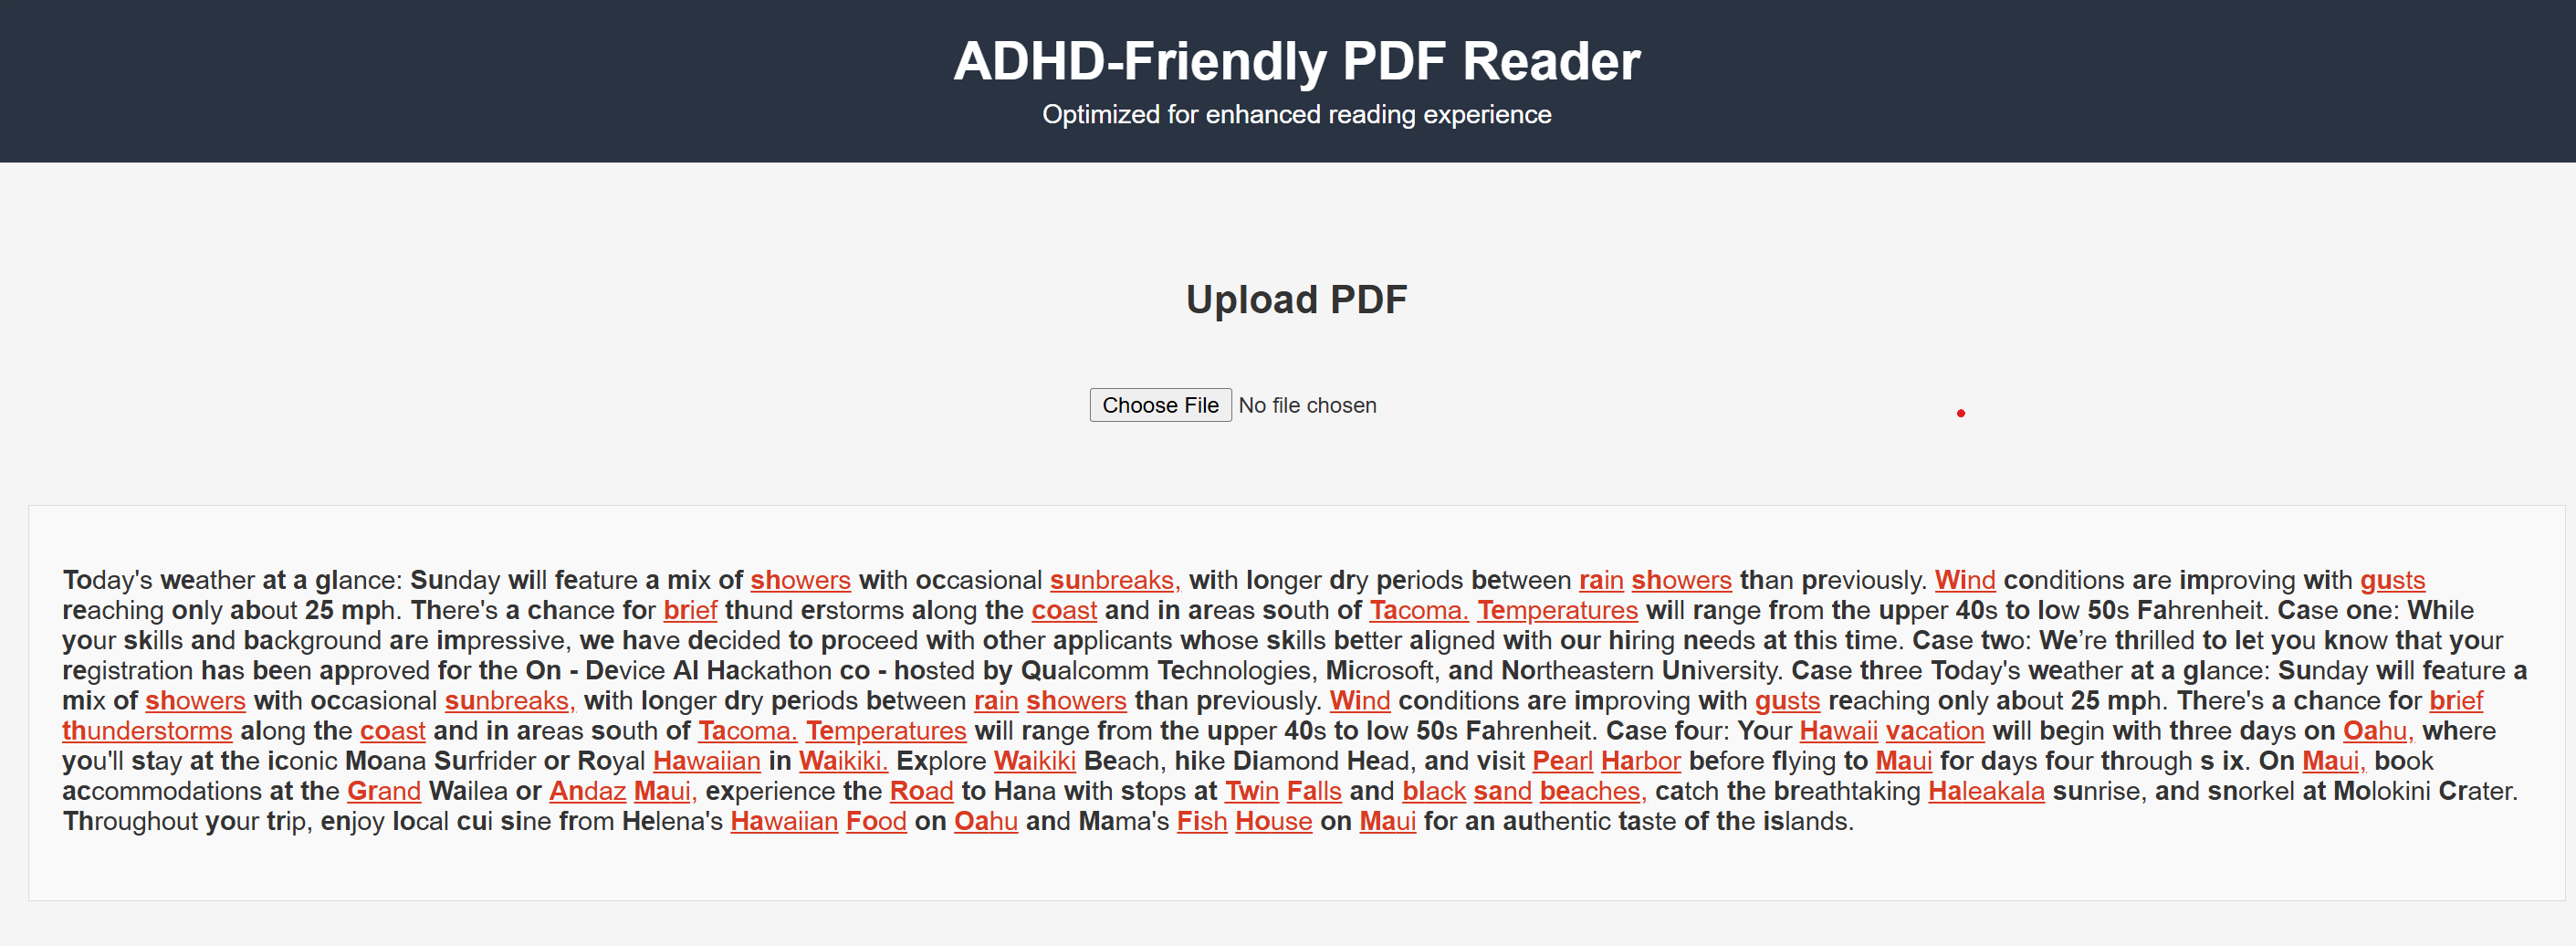 ADHD-Friendly PDF Reader
Optimized for enhanced reading experience
Upload PDF
Choose File No file chosen
Today's weather at a glance: Sunday will feature a mix of showers with occasional sunbreaks, with longer dry periods between rain showers than previously. Wind conditions are improving with gusts
reaching only about 25 mph. There's a chance for brief thund erstorms along the coast and in areas south of Tacoma. Temperatures will range from the upper 40s to low 50s Fahrenheit. Case one: While
your skills and background are impressive, we have decided to proceed with other applicants whose skills better aligned with our hiring needs at this time. Case two: We’re thrilled to let you know that your
registration has been approved for the On - Device AI Hackathon co - hosted by Qualcomm Technologies, Microsoft, and Northeastern University. Case three Today's weather at a glance: Sunday will feature a
mix of showers with occasional sunbreaks, with longer dry periods between rain showers than previously. Wind conditions are improving with gusts reaching only about 25 mph. There's a chance for brief
thunderstorms along the coast and in areas south of Tacoma. Temperatures will range from the upper 40s to low 50s Fahrenheit. Case four: Your Hawaii vacation will begin with three days on Oahu, where
you'll stay at the iconic Moana Surfrider or Royal Hawaiian in Waikiki. Explore Waikiki Beach, hike Diamond Head, and visit Pearl Harbor before flying to Maui for days four through s ix. On Maui, book
accommodations at the Grand Wailea or Andaz Maui, experience the Road to Hana with stops at Twin Falls and black sand beaches, catch the breathtaking Haleakala sunrise, and snorkel at Molokini Crater.
Throughout your trip, enjoy local cui sine from Helena's Hawaiian Food on Oahu and Mama's Fish House on Maui for an authentic taste of the islands.